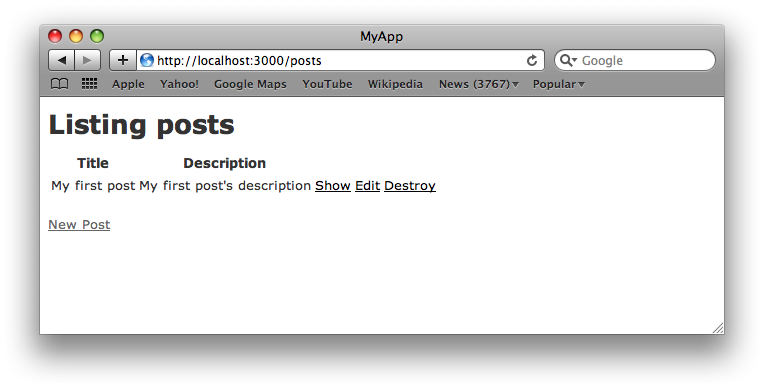 MyApp
http://localhost:3000/posts
Google
Apple Yahoo! Google Maps YouTube Wikipedia News (3767) Popular
Listing posts
Title Description
My first post My first post's description Show Edit Destroy
New Post